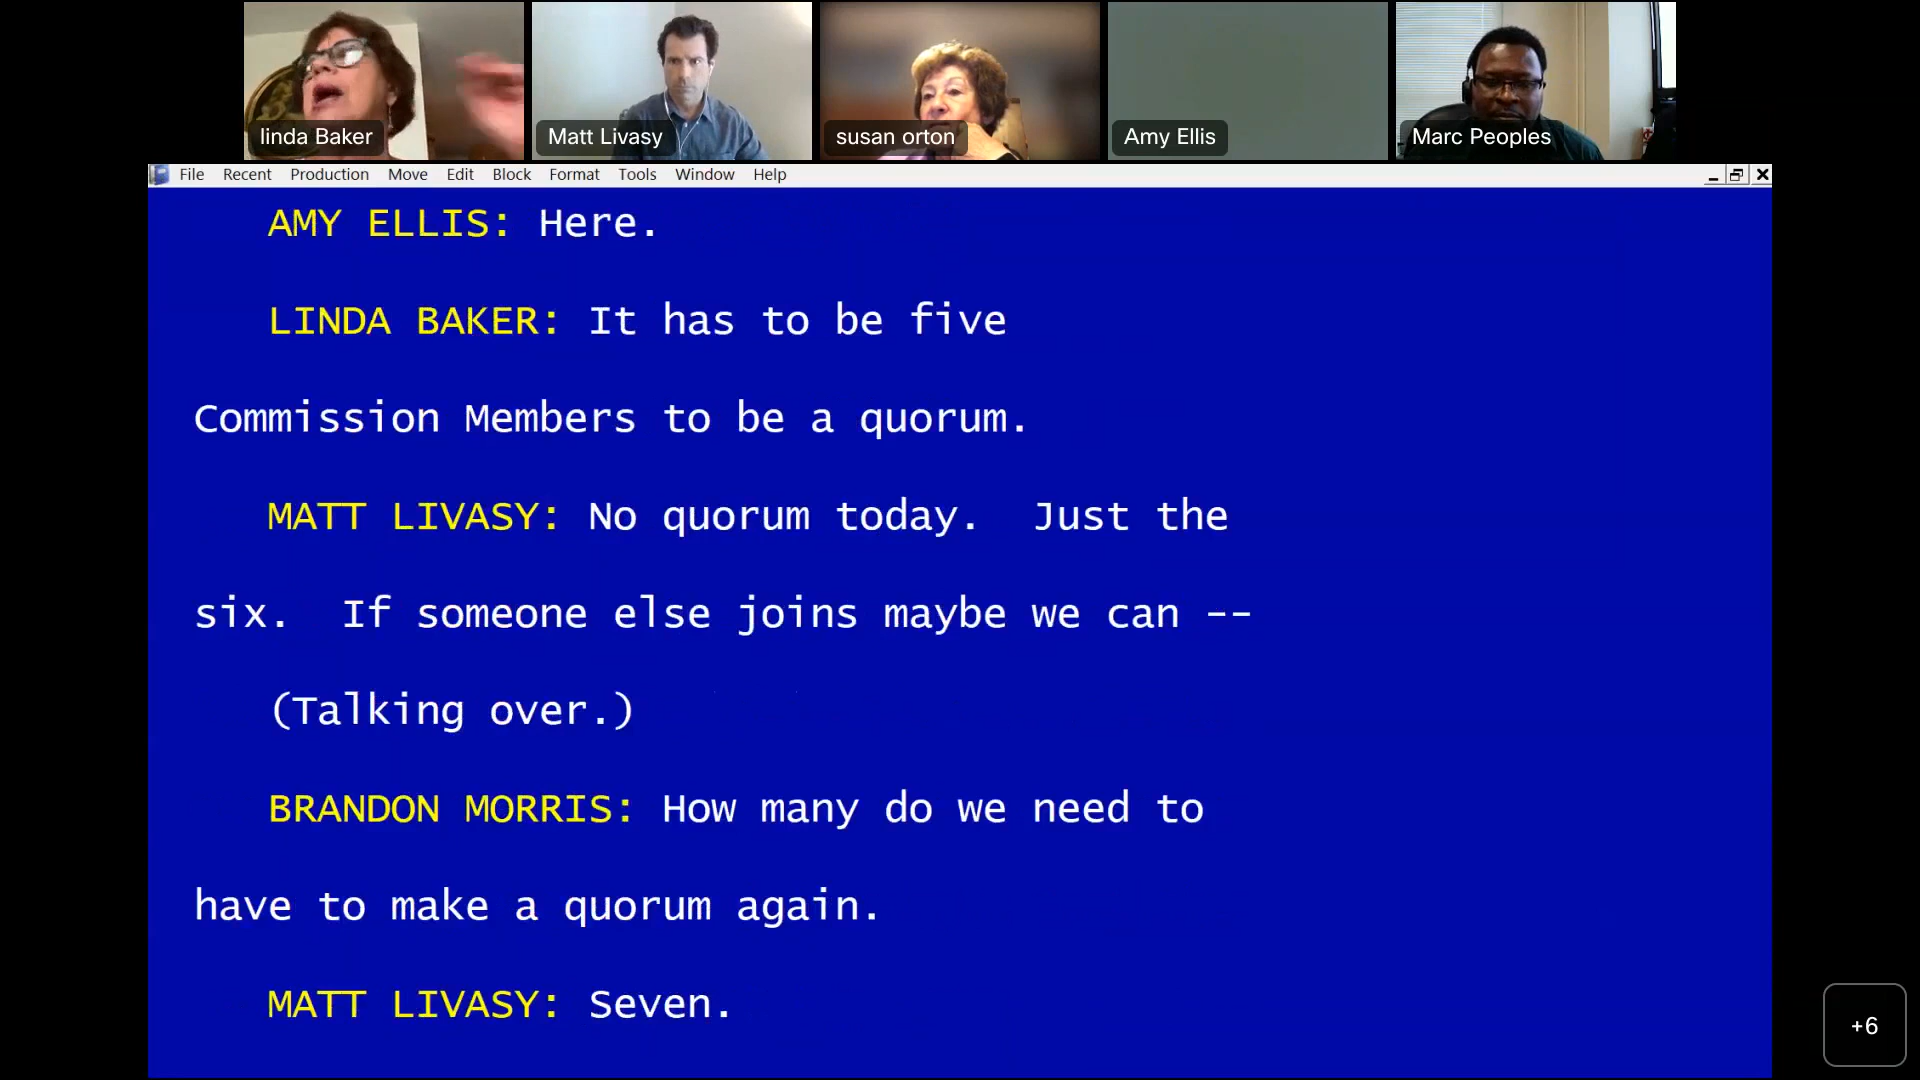 linda Baker
Matt Livasy
susan orton
Amy Ellis
Marc Peoples
File Recent Production Move Edit Block Format Tools Window Help
AMY ELLIS: Here.
LINDA BAKER: It has to be five
Commission Members to be a quorum.
MATT LIVASY: No quorum today. Just the
six. If someone else joins maybe we can --
(Talking over.)
BRANDON MORRIS: How many do we need to
have to make a quorum again.
MATT LIVASY: Seven.
+6